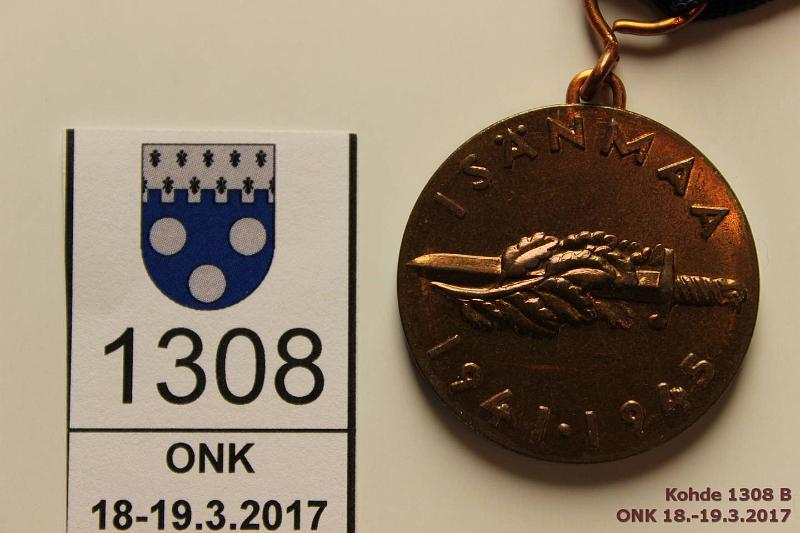 1308
ONK
18-19.3.2017
ISÄNMAA
1941·1945
Kohde 1308 B
ONK 18.-19.3.2017